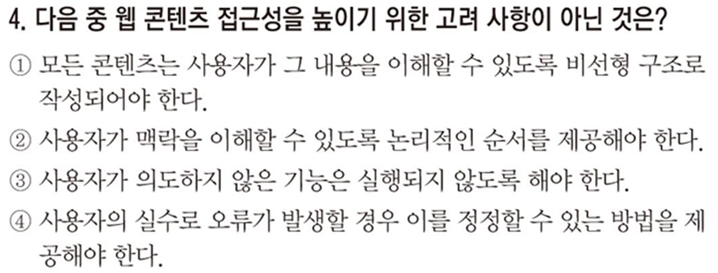 4. 다음 중 웹 콘텐츠 접근성을 높이기 위한 고려 사항이 아닌 것은?
① 모든 콘텐츠는 사용자가 그 내용을 이해할 수 있도록 비선형 구조로
작성되어야 한다.
② 사용자가 맥락을 이해할 수 있도록 논리적인 순서를 제공해야 한다.
③ 사용자가 의도하지 않은 기능은 실행되지 않도록 해야 한다.
④ 사용자의 실수로 오류가 발생할 경우 이를 정정할 수 있는 방법을 제
공해야 한다.